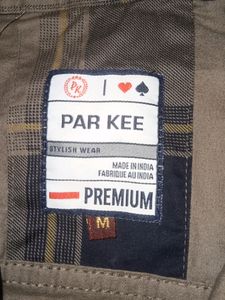 PK
PAR KEE
STYLISH WEAR
MADE IN INDIA
FABRIQUE AU INDIA
PREMIUM
M